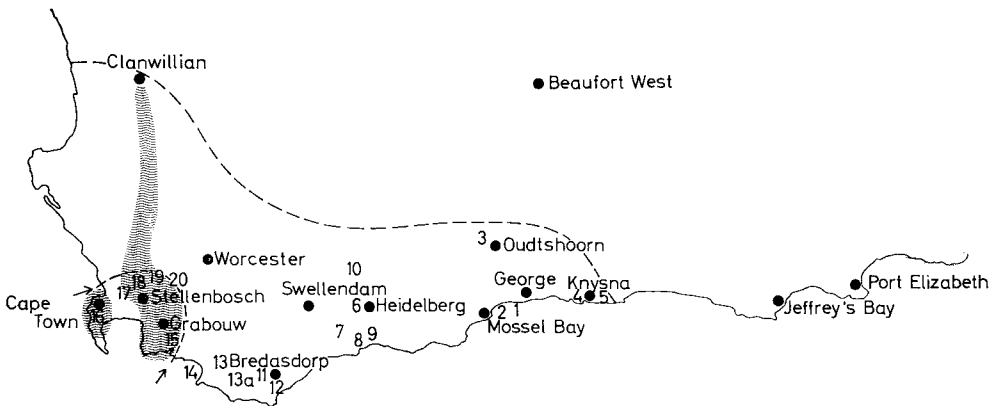 Clanwillian
Beaufort West
3 Oudtshoorn
Worcester
10
George
Knysna
4 5
Port Elizabeth
17 18 19 20
Stellenbosch
Swellendam
6 Heidelberg
2 1
Mossel Bay
Jeffrey's Bay
Cape
Town
16
Grabouw
15
7 8 9
14
13 Bredasdorp
13a 11
12